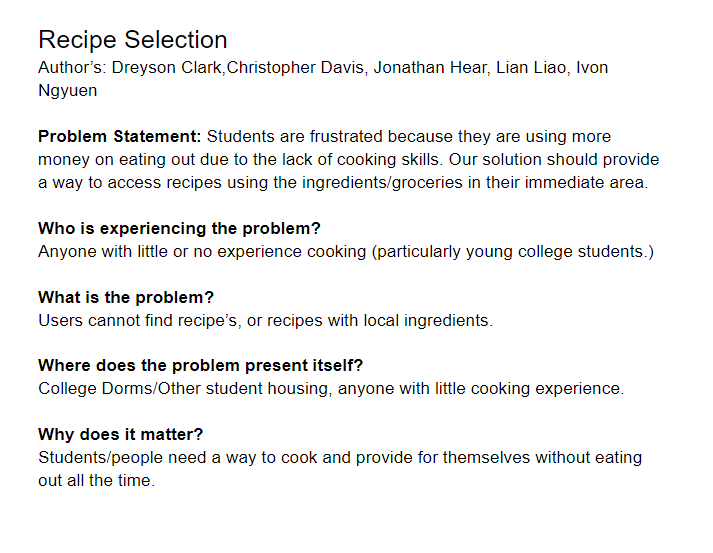 Recipe Selection
Author's: Dreyson Clark,Christopher Davis, Jonathan Hear, Lian Liao, Ivon
Ngyuen
Problem Statement: Students are frustrated because they are using more
money on eating out due to the lack of cooking skills. Our solution should provide
a way to access recipes using the ingredients/groceries in their immediate area.
Who is experiencing the problem?
Anyone with little or no experience cooking (particularly young college students.)
What is the problem?
Users cannot find recipe's, or recipes with local ingredients.
Where does the problem present itself?
College Dorms/Other student housing, anyone with little cooking experience.
Why does it matter?
Students/people need a way to cook and provide for themselves without eating
out all the time.